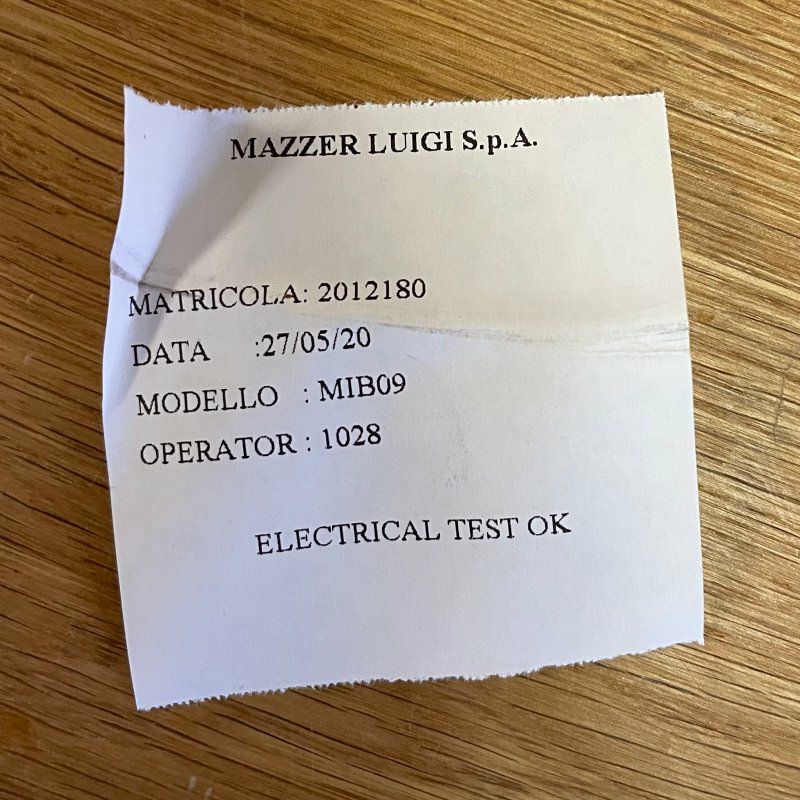 MAZZER LUIGI S.p.A.
MATRICOLA: 2012180
DATA :27/05/20
MODELLO : MIB09
OPERATOR : 1028
ELECTRICAL TEST OK